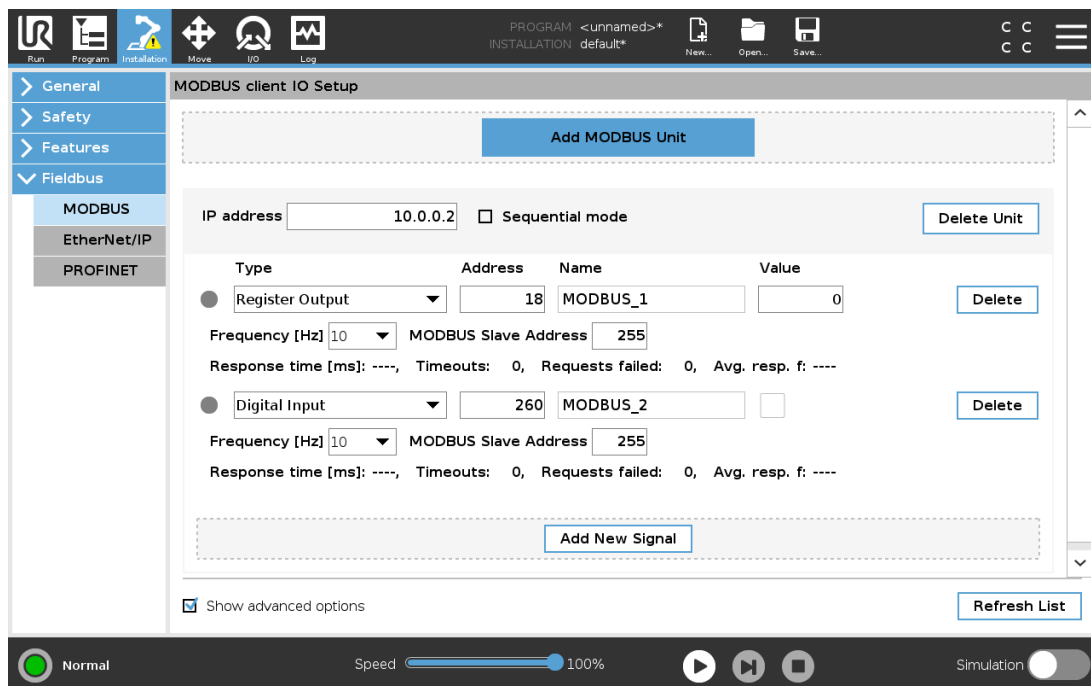 PROGRAM <unnamed>*
INSTALLATION default*
Run Program Installation Move I/O Log New... Open... Save...
C C
C C
General
Safety
Features
Fieldbus
MODBUS
EtherNet/IP
PROFINET
MODBUS client IO Setup
Add MODBUS Unit
IP address 10.0.0.2 Sequential mode Delete Unit
Type Address Name Value
Register Output 18 MODBUS_1 0 Delete
Frequency [Hz] 10 MODBUS Slave Address 255
Response time [ms]: ----, Timeouts: 0, Requests failed: 0, Avg. resp. f: ----
Digital Input 260 MODBUS_2 Delete
Frequency [Hz] 10 MODBUS Slave Address 255
Response time [ms]: ----, Timeouts: 0, Requests failed: 0, Avg. resp. f: ----
Add New Signal
Show advanced options Refresh List
Normal Speed 100% Simulation